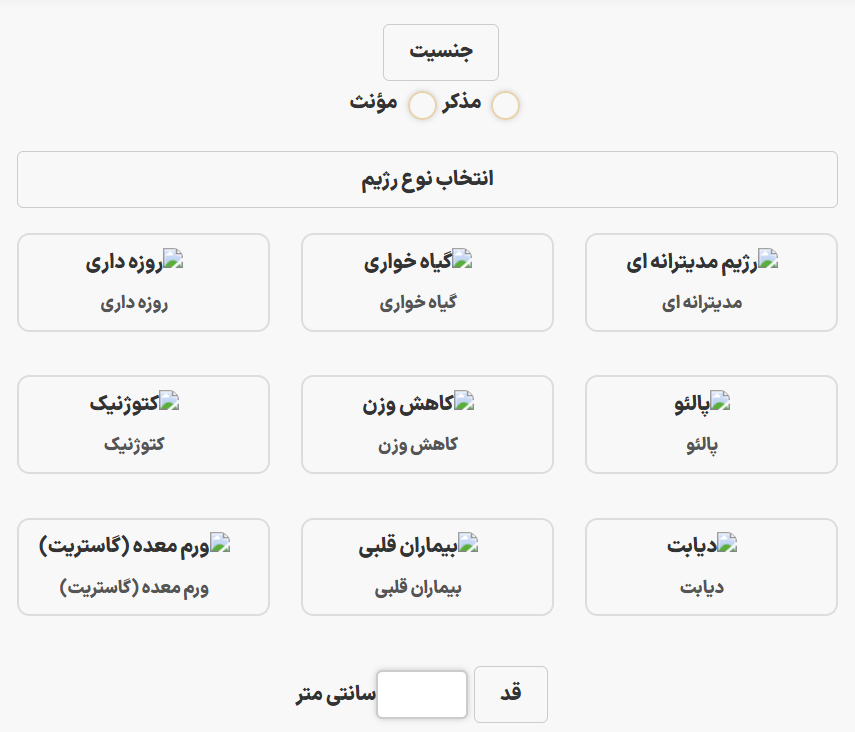 جنسیت
مذکر مؤنث
انتخاب نوع رژیم
رژیم مدیترانه ای
مدیترانه ای
گیاه خواری
گیاه خواری
روزه داری
روزه داری
پالئو
پالئو
کاهش وزن
کاهش وزن
کتوژنیک
کتوژنیک
دیابت
دیابت
بیماران قلبی
بیماران قلبی
ورم معده (گاستریت)
ورم معده (گاستریت)
قد سانتی متر